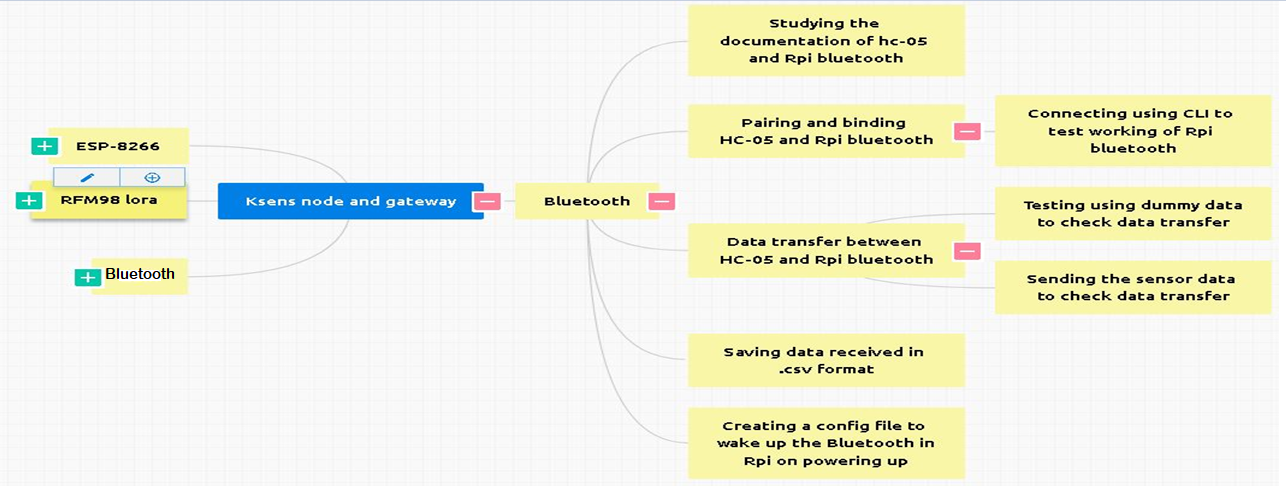 ESP-8266
RFM98 lora
Bluetooth
Ksens node and gateway
Bluetooth
Studying the
documentation of hc-05
and Rpi bluetooth
Pairing and binding
HC-05 and Rpi bluetooth
Connecting using CLI to
test working of Rpi
bluetooth
Data transfer between
HC-05 and Rpi bluetooth
Testing using dummy data
to check data transfer
Sending the sensor data
to check data transfer
Saving data received in
.csv format
Creating a config file to
wake up the Bluetooth in
Rpi on powering up